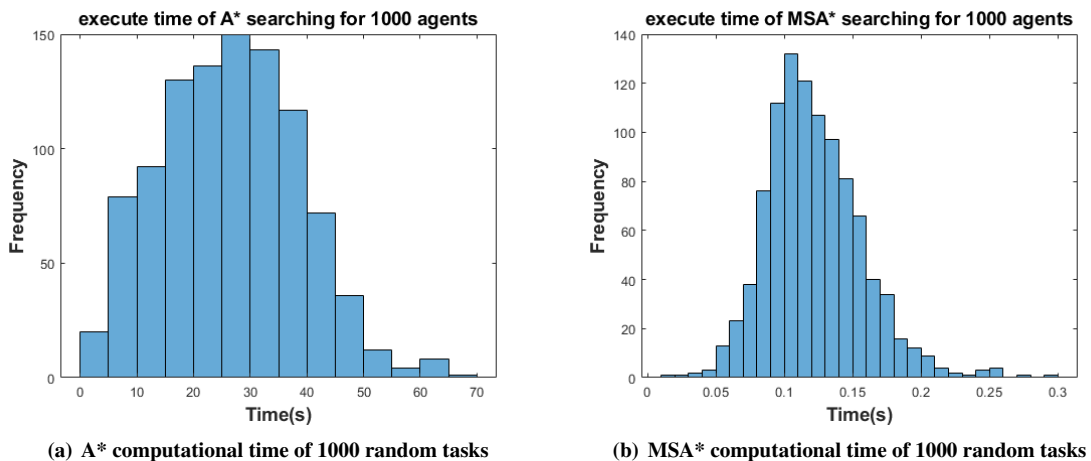 execute time of A* searching for 1000 agents
150
100
50
0
Frequency
0 10 20 30 40 50 60 70
Time(s)
(a) A* computational time of 1000 random tasks
execute time of MSA* searching for 1000 agents
140
120
100
80
60
40
20
0
Frequency
0 0.05 0.1 0.15 0.2 0.25 0.3
Time(s)
(b) MSA* computational time of 1000 random tasks